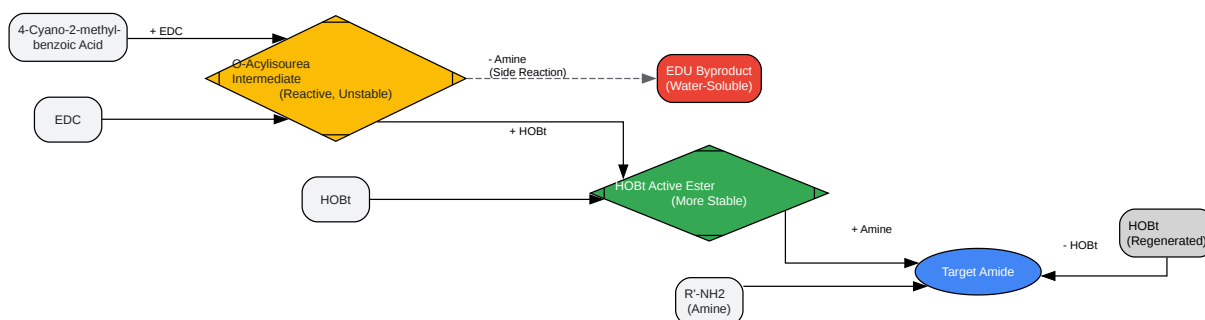 4-Cyano-2-methyl-
benzoic Acid
+ EDC
O-Acylisourea
Intermediate
(Reactive, Unstable)
- Amine
(Side Reaction)
EDU Byproduct
(Water-Soluble)
EDC
+ HOBt
HOBt
HOBt Active Ester
(More Stable)
+ Amine
HOBt
(Regenerated)
- HOBt
Target Amide
R'-NH2
(Amine)